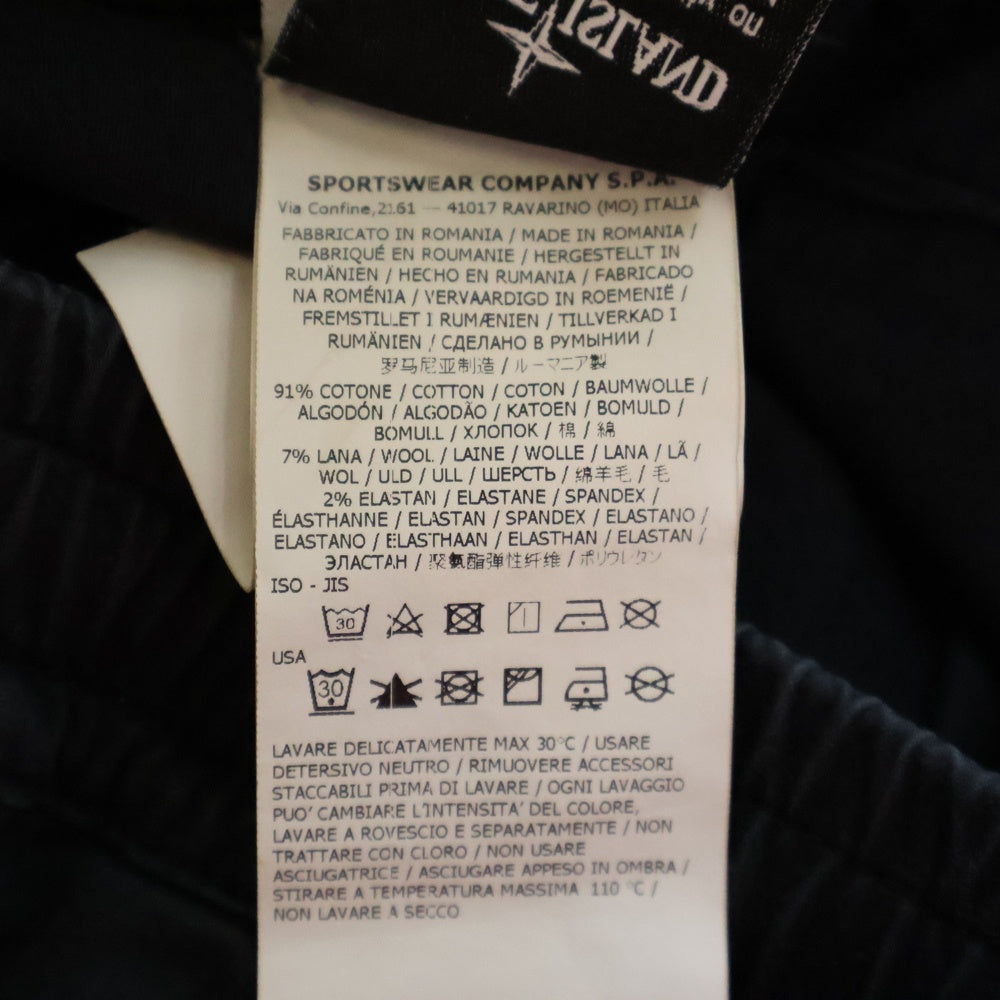 ISLAND
SPORTSWEAR COMPANY S.P.A.
Via Confine,2161 — 41017 RAVARINO (MO) ITALIA
FABBRICATO IN ROMANIA / MADE IN ROMANIA /
FABRIQUÉ EN ROUMANIE / HERGESTELLT IN
RUMÄNIEN / HECHO EN RUMANIA / FABRICADO
NA ROMÉNIA / VERVAARDIGD IN ROEMENIË /
FREMSTILLET I RUMÆNIEN / TILLVERKAD I
RUMÄNIEN / СДЕЛАНО В РУМЫНИИ /
罗马尼亚制造 / ルーマニア製
91% COTONE / COTTON / COTON / BAUMWOLLE /
ALGODÓN / ALGODÃO / KATOEN / BOMULD /
BOMULL / ХЛОПОК / 棉 / 綿
7% LANA / WOOL / LAINE / WOLLE / LANA / LÃ /
WOL / ULD / ULL / ШЕРСТЬ / 绵羊毛 / 毛
2% ELASTAN / ELASTANE / SPANDEX /
ÉLASTHANNE / ELASTAN / SPANDEX / ELASTANO /
ELASTANO / ELASTHAAN / ELASTHAN / ELASTAN /
ЭЛАСТАН / 聚氨酯弹性纤维 / ポリウレタン
ISO - JIS
30
USA
30
LAVARE DELICATAMENTE MAX 30°C / USARE
DETERSIVO NEUTRO / RIMUOVERE ACCESSORI
STACCABILI PRIMA DI LAVARE / OGNI LAVAGGIO
PUO' CAMBIARE L'INTENSITA' DEL COLORE,
LAVARE A ROVESCIO E SEPARATAMENTE / NON
TRATTARE CON CLORO / NON USARE
ASCIUGATRICE / ASCIUGARE APPESO IN OMBRA /
STIRARE A TEMPERATURA MASSIMA 110 °C /
NON LAVARE A SECCO